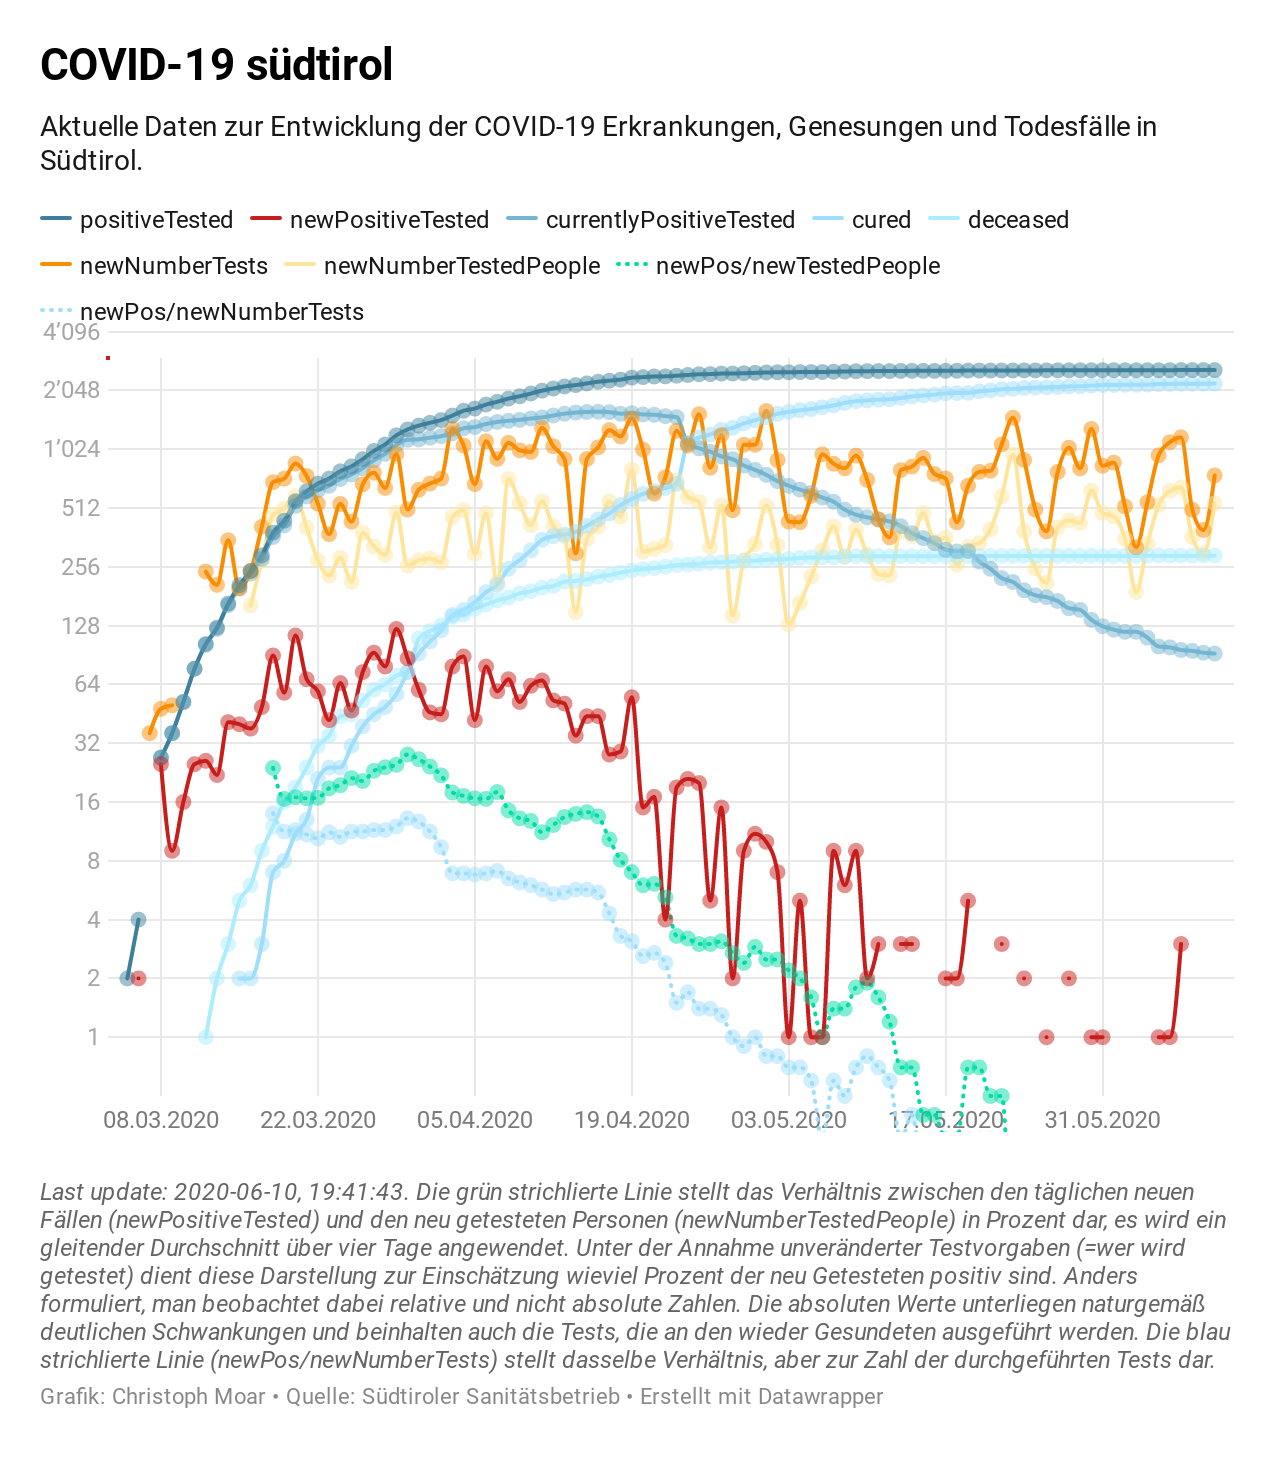 COVID-19 südtirol
Aktuelle Daten zur Entwicklung der COVID-19 Erkrankungen, Genesungen und Todesfälle in
Südtirol.
positiveTested newPositiveTested currentlyPositiveTested cured deceased
newNumberTests newNumberTestedPeople newPos/newTestedPeople
newPos/newNumberTests
4’096
2’048
1’024
512
256
128
64
32
16
8
4
2
1
08.03.2020 22.03.2020 05.04.2020 19.04.2020 03.05.2020 17.05.2020 31.05.2020
Last update: 2020-06-10, 19:41:43. Die grün strichlierte Linie stellt das Verhältnis zwischen den täglichen neuen
Fällen (newPositiveTested) und den neu getesteten Personen (newNumberTestedPeople) in Prozent dar, es wird ein
gleitender Durchschnitt über vier Tage angewendet. Unter der Annahme unveränderter Testvorgaben (=wer wird
getestet) dient diese Darstellung zur Einschätzung wieviel Prozent der neu Getesteten positiv sind. Anders
formuliert, man beobachtet dabei relative und nicht absolute Zahlen. Die absoluten Werte unterliegen naturgemäß
deutlichen Schwankungen und beinhalten auch die Tests, die an den wieder Gesundeten ausgeführt werden. Die blau
strichlierte Linie (newPos/newNumberTests) stellt dasselbe Verhältnis, aber zur Zahl der durchgeführten Tests dar.
Grafik: Christoph Moar • Quelle: Südtiroler Sanitätsbetrieb • Erstellt mit Datawrapper